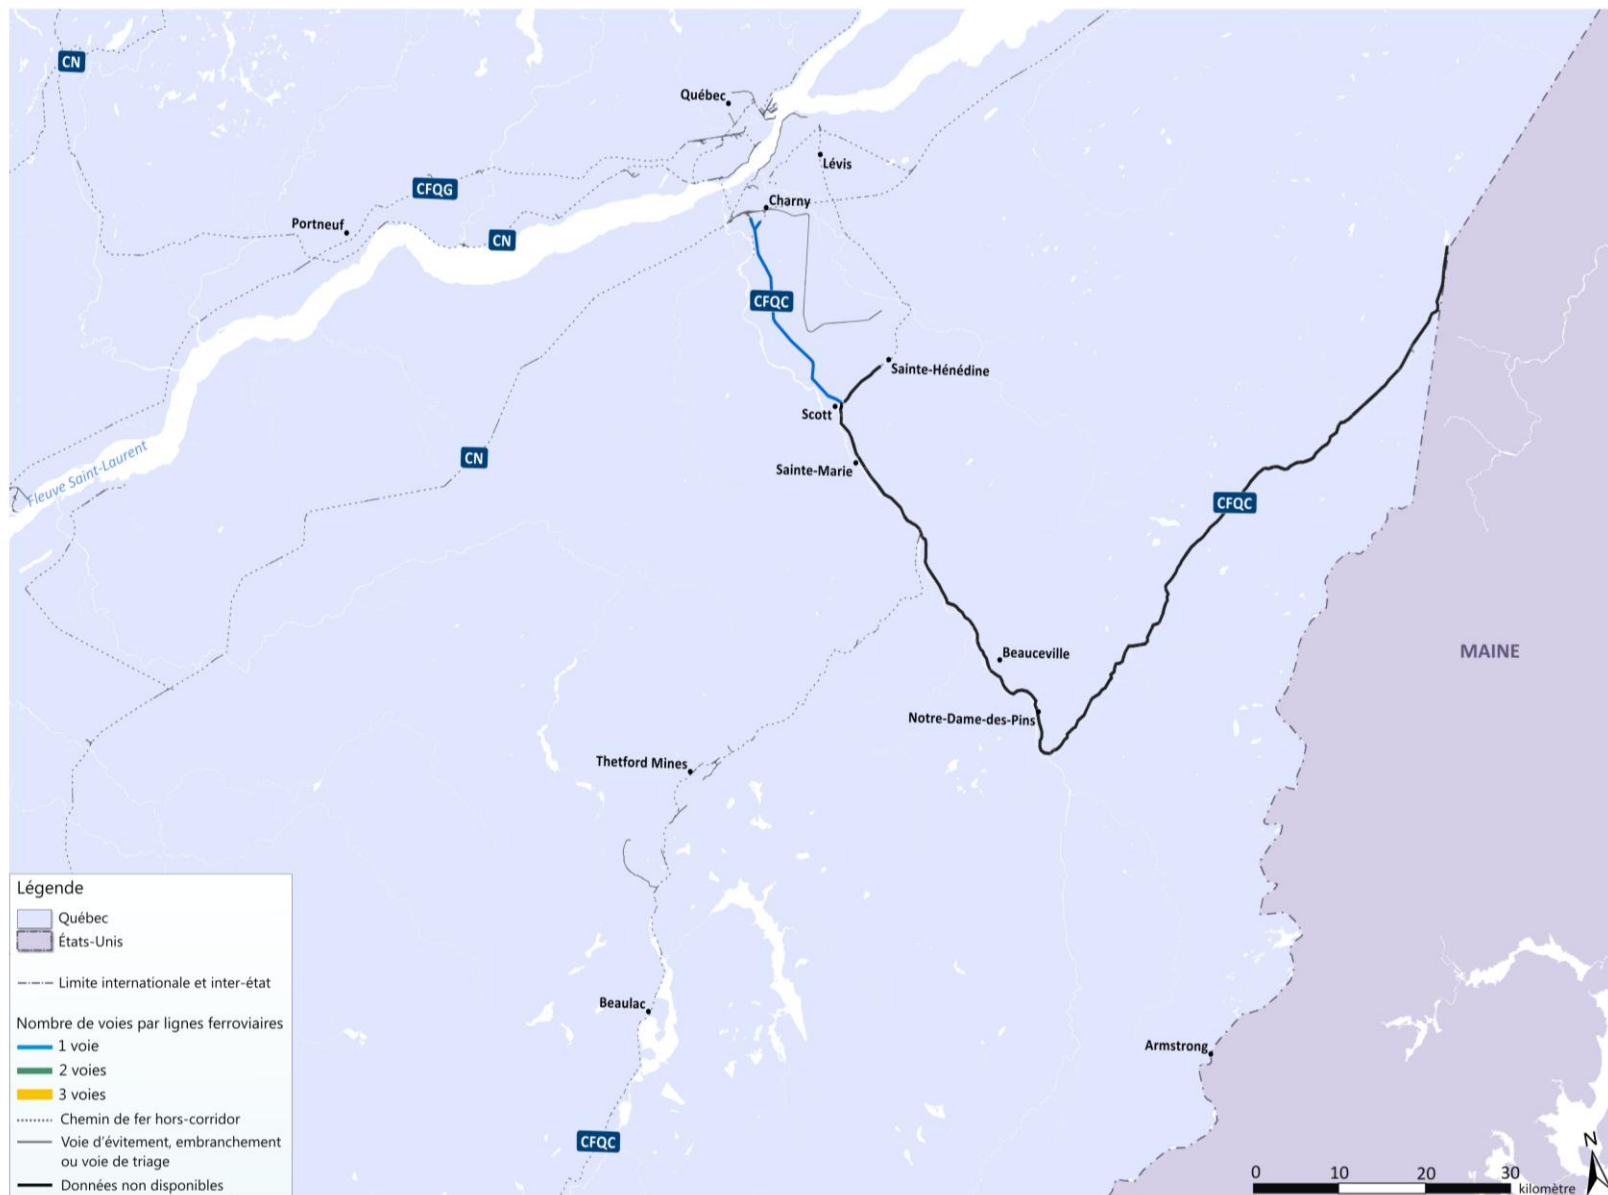 CN
Québec
Lévis
CFQG
Charny
Portneuf
CN
CFQC
Sainte-Hénédine
Scott
Fleuve Saint-Laurent
CN
Sainte-Marie
CFQC
Beauceville
MAINE
Notre-Dame-des-Pins
Thetford Mines
Beaulac
Armstrong
CFQC
Légende
Québec
États-Unis
Limite internationale et inter-état
Nombre de voies par lignes ferroviaires
1 voie
2 voies
3 voies
Chemin de fer hors-corridor
Voie d'évitement, embranchement
ou voie de triage
Données non disponibles
N
0 10 20 30
kilomètre